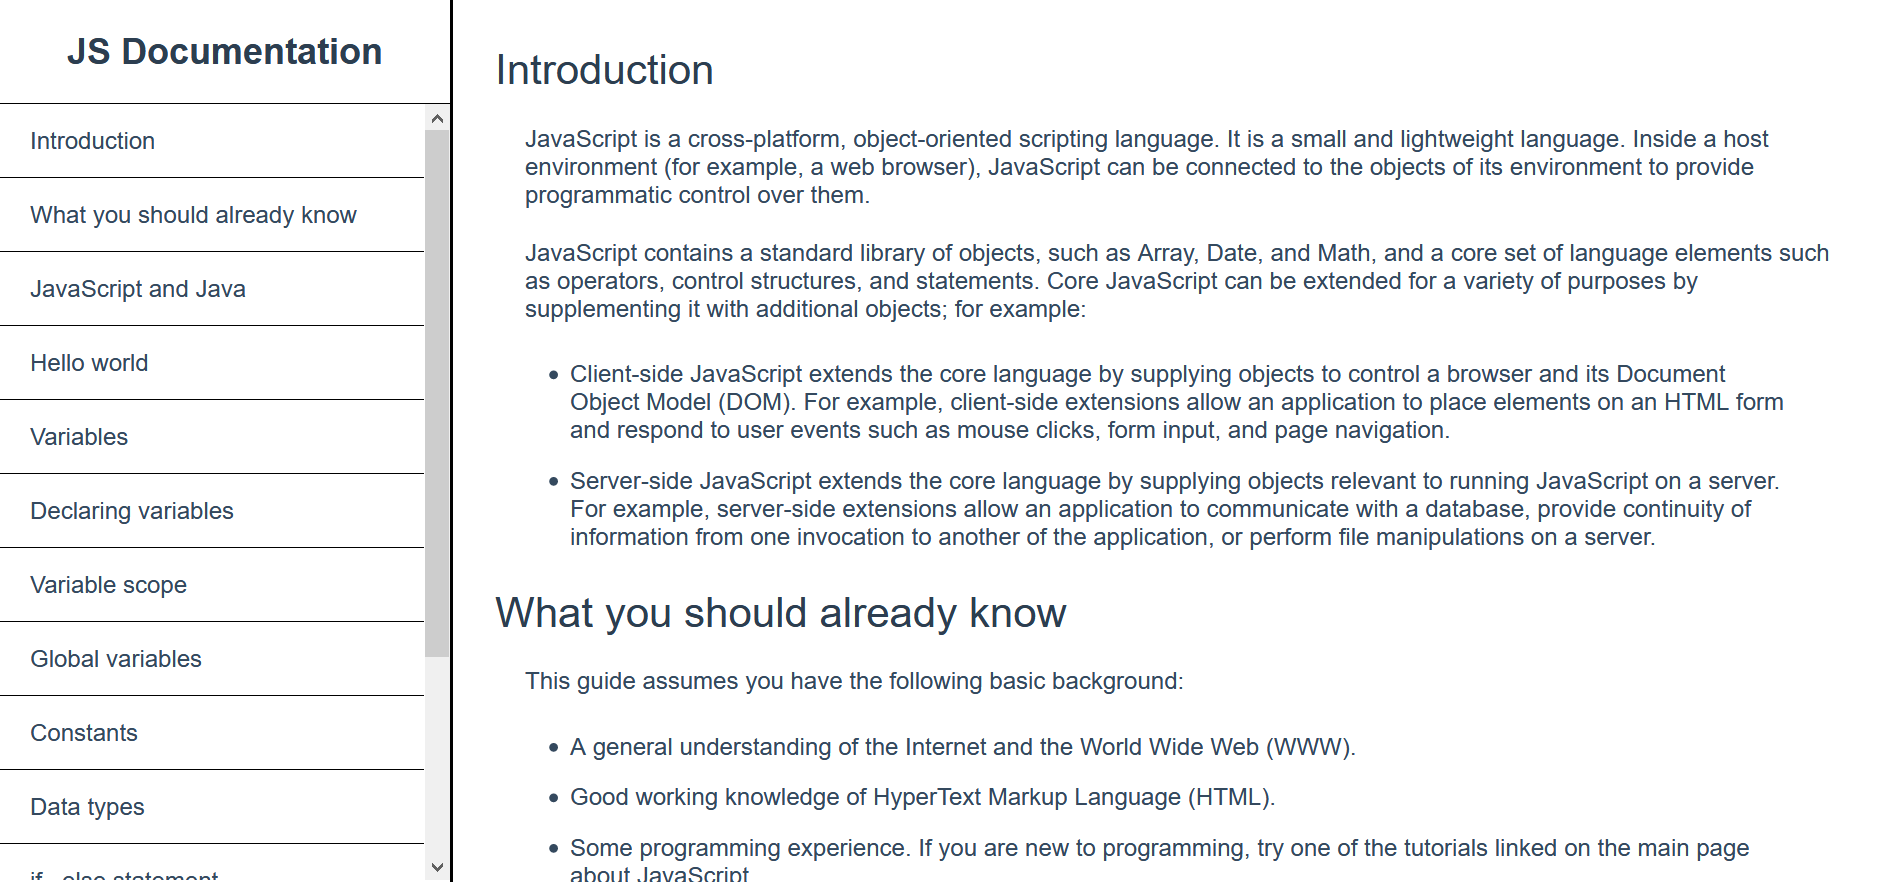 JS Documentation
Introduction
What you should already know
JavaScript and Java
Hello world
Variables
Declaring variables
Variable scope
Global variables
Constants
Data types
if...else statement
Introduction
JavaScript is a cross-platform, object-oriented scripting language. It is a small and lightweight language. Inside a host
environment (for example, a web browser), JavaScript can be connected to the objects of its environment to provide
programmatic control over them.
JavaScript contains a standard library of objects, such as Array, Date, and Math, and a core set of language elements such
as operators, control structures, and statements. Core JavaScript can be extended for a variety of purposes by
supplementing it with additional objects; for example:
• Client-side JavaScript extends the core language by supplying objects to control a browser and its Document
Object Model (DOM). For example, client-side extensions allow an application to place elements on an HTML form
and respond to user events such as mouse clicks, form input, and page navigation.
• Server-side JavaScript extends the core language by supplying objects relevant to running JavaScript on a server.
For example, server-side extensions allow an application to communicate with a database, provide continuity of
information from one invocation to another of the application, or perform file manipulations on a server.
What you should already know
This guide assumes you have the following basic background:
• A general understanding of the Internet and the World Wide Web (WWW).
• Good working knowledge of HyperText Markup Language (HTML).
• Some programming experience. If you are new to programming, try one of the tutorials linked on the main page
about JavaScript